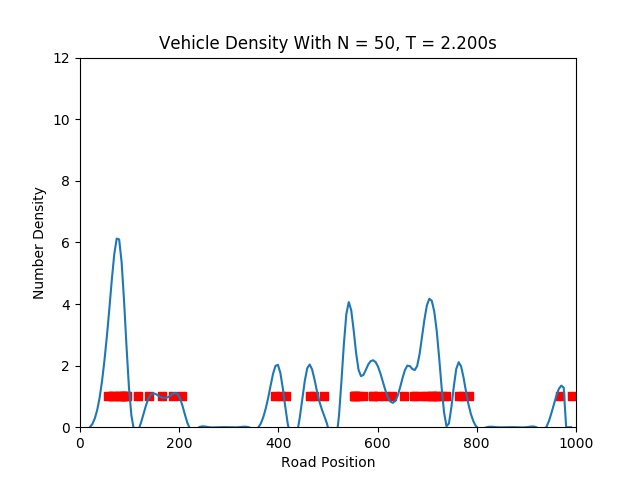 Vehicle Density With N = 50, T = 2.200s
12
10
8
6
4
2
0
Number Density
0 200 400 600 800 1000
Road Position